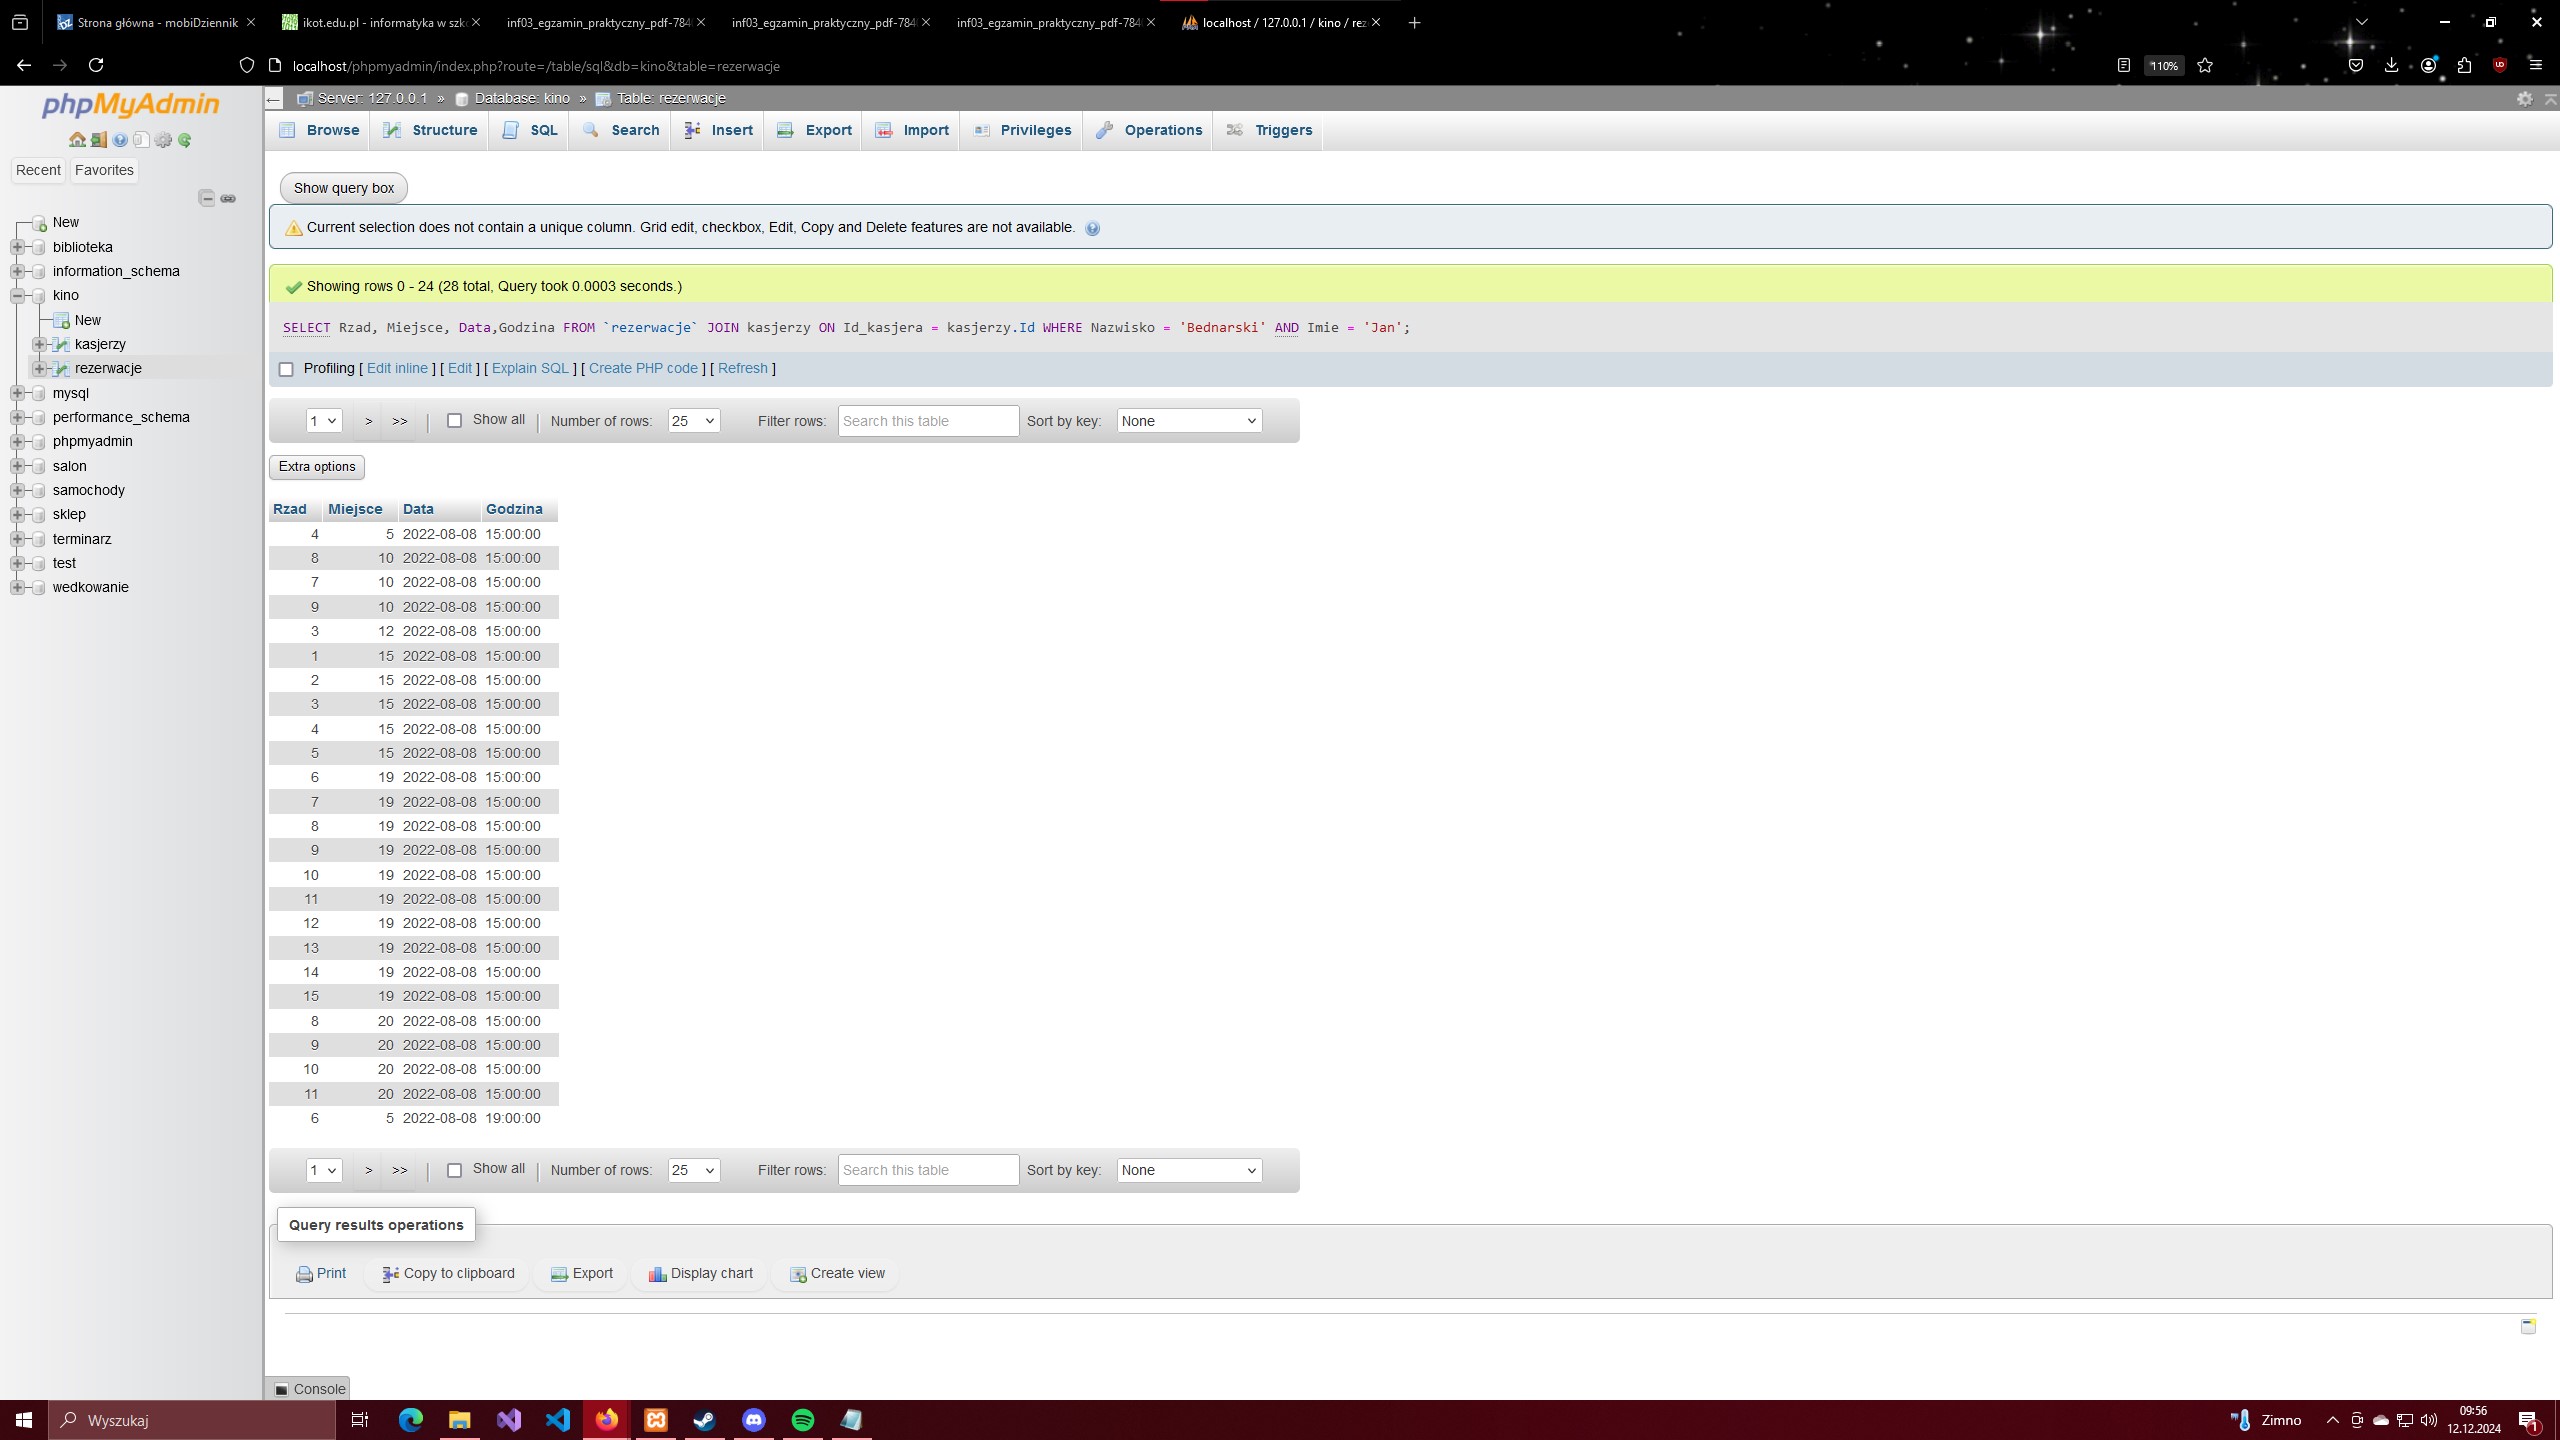 Strona główna - mobiDziennik
ikot.edu.pl - informatyka w szk
inf03_egzamin_praktyczny_pdf-784
inf03_egzamin_praktyczny_pdf-784
inf03_egzamin_praktyczny_pdf-784
localhost / 127.0.0.1 / kino / rez
localhost/phpmyadmin/index.php?route=/table/sql&db=kino&table=rezerwacje
110%
phpMyAdmin
Recent Favorites
New
biblioteka
information_schema
kino
New
kasjerzy
rezerwacje
mysql
performance_schema
phpmyadmin
salon
samochody
sklep
terminarz
test
wedkowanie
Server: 127.0.0.1 » Database: kino » Table: rezerwacje
Browse Structure SQL Search Insert Export Import Privileges Operations Triggers
Show query box
Current selection does not contain a unique column. Grid edit, checkbox, Edit, Copy and Delete features are not available.
Showing rows 0 - 24 (28 total, Query took 0.0003 seconds.)
SELECT Rzad, Miejsce, Data,Godzina FROM `rezerwacje` JOIN kasjerzy ON Id_kasjera = kasjerzy.Id WHERE Nazwisko = 'Bednarski' AND Imie = 'Jan';
Profiling [ Edit inline ] [ Edit ] [ Explain SQL ] [ Create PHP code ] [ Refresh ]
1 > >> | Show all | Number of rows: 25 Filter rows: Search this table Sort by key: None
Extra options
Rzad Miejsce Data Godzina
4 5 2022-08-08 15:00:00
8 10 2022-08-08 15:00:00
7 10 2022-08-08 15:00:00
9 10 2022-08-08 15:00:00
3 12 2022-08-08 15:00:00
1 15 2022-08-08 15:00:00
2 15 2022-08-08 15:00:00
3 15 2022-08-08 15:00:00
4 15 2022-08-08 15:00:00
5 15 2022-08-08 15:00:00
6 19 2022-08-08 15:00:00
7 19 2022-08-08 15:00:00
8 19 2022-08-08 15:00:00
9 19 2022-08-08 15:00:00
10 19 2022-08-08 15:00:00
11 19 2022-08-08 15:00:00
12 19 2022-08-08 15:00:00
13 19 2022-08-08 15:00:00
14 19 2022-08-08 15:00:00
15 19 2022-08-08 15:00:00
8 20 2022-08-08 15:00:00
9 20 2022-08-08 15:00:00
10 20 2022-08-08 15:00:00
11 20 2022-08-08 15:00:00
6 5 2022-08-08 19:00:00
1 > >> | Show all | Number of rows: 25 Filter rows: Search this table Sort by key: None
Query results operations
Print Copy to clipboard Export Display chart Create view
Console
Wyszukaj
Zimno
09:56
12.12.2024
1